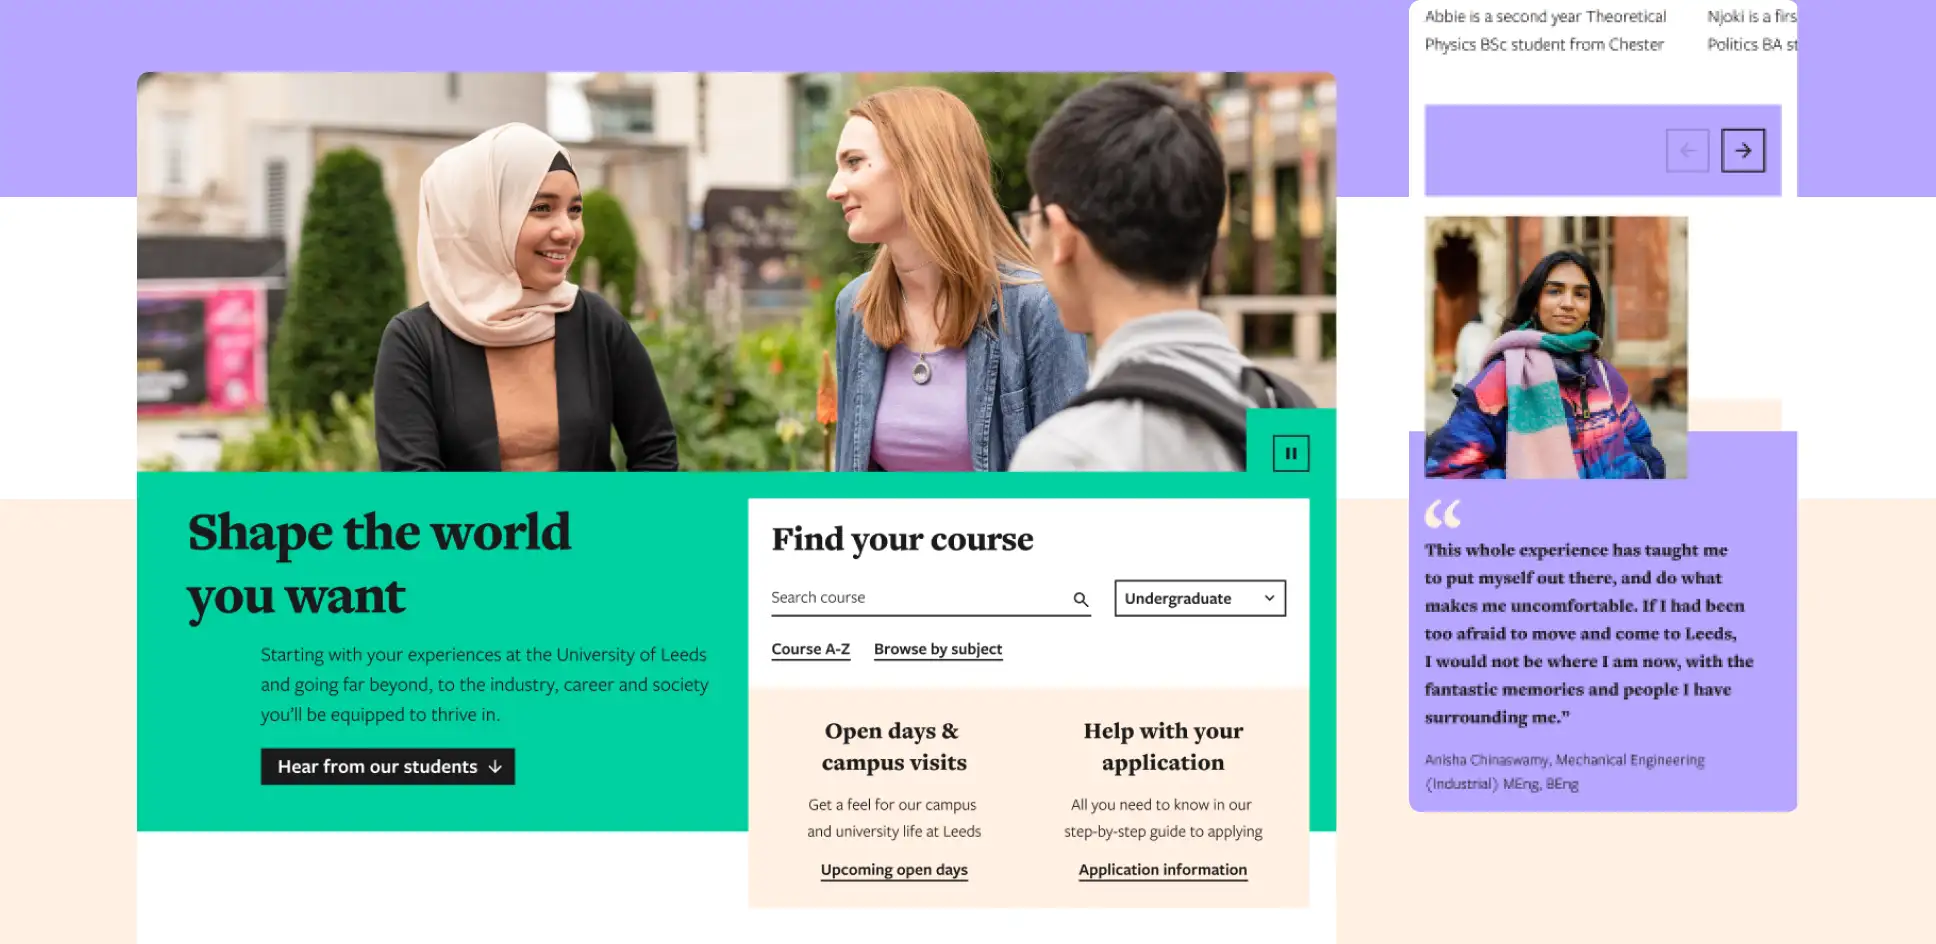 Shape the world
you want
Starting with your experiences at the University of Leeds
and going far beyond, to the industry, career and society
you'll be equipped to thrive in.
Hear from our students
Find your course
Search course
Undergraduate
Course A-Z
Browse by subject
Open days &
campus visits
Get a feel for our campus
and university life at Leeds
Upcoming open days
Help with your
application
All you need to know in our
step-by-step guide to applying
Application information
Abbie is a second year Theoretical
Physics BSc student from Chester
Njoki is a
Politics BA
“
This whole experience has taught me
to put myself out there, and do what
makes me uncomfortable. If I had been
too afraid to move and come to Leeds,
I would not be where I am now, with the
fantastic memories and people I have
surrounding me.”
Anisha Chinaswamy, Mechanical Engineering
(Industrial) MEng, BEng